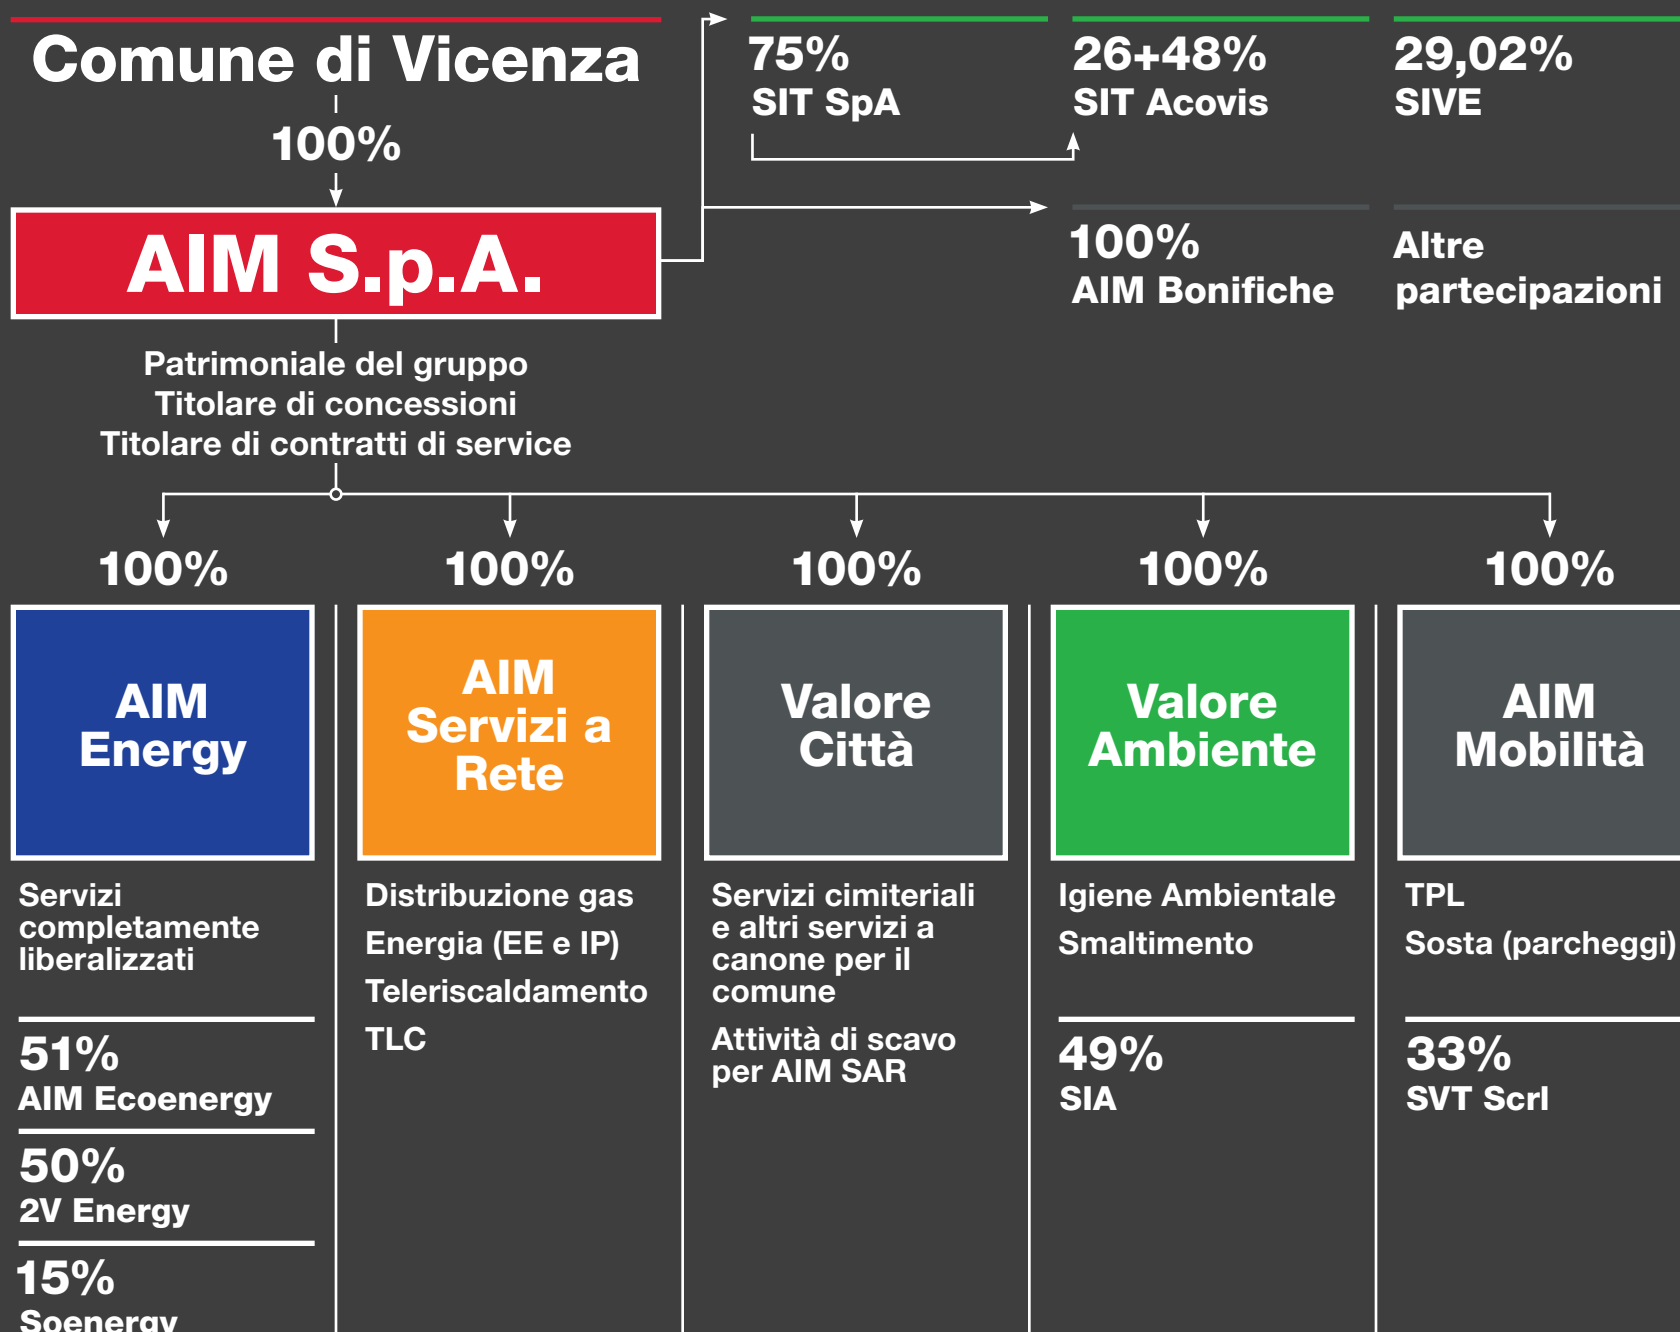 Comune di Vicenza
100%
AIM S.p.A.
Patrimoniale del gruppo
Titolare di concessioni
Titolare di contratti di service
75%
SIT SpA
26+48%
SIT Acovis
29,02%
SIVE
100%
AIM Bonifiche
Altre
partecipazioni
100%
AIM
Energy
Servizi
completamente
liberalizzati
51%
AIM Ecoenergy
50%
2V Energy
15%
Soenergy
100%
AIM
Servizi a
Rete
Distribuzione gas
Energia (EE e IP)
Teleriscaldamento
TLC
100%
Valore
Città
Servizi cimiteriali
e altri servizi a
canone per il
comune
Attività di scavo
per AIM SAR
100%
Valore
Ambiente
Igiene Ambientale
Smaltimento
49%
SIA
100%
AIM
Mobilità
TPL
Sosta (parcheggi)
33%
SVT Scrl